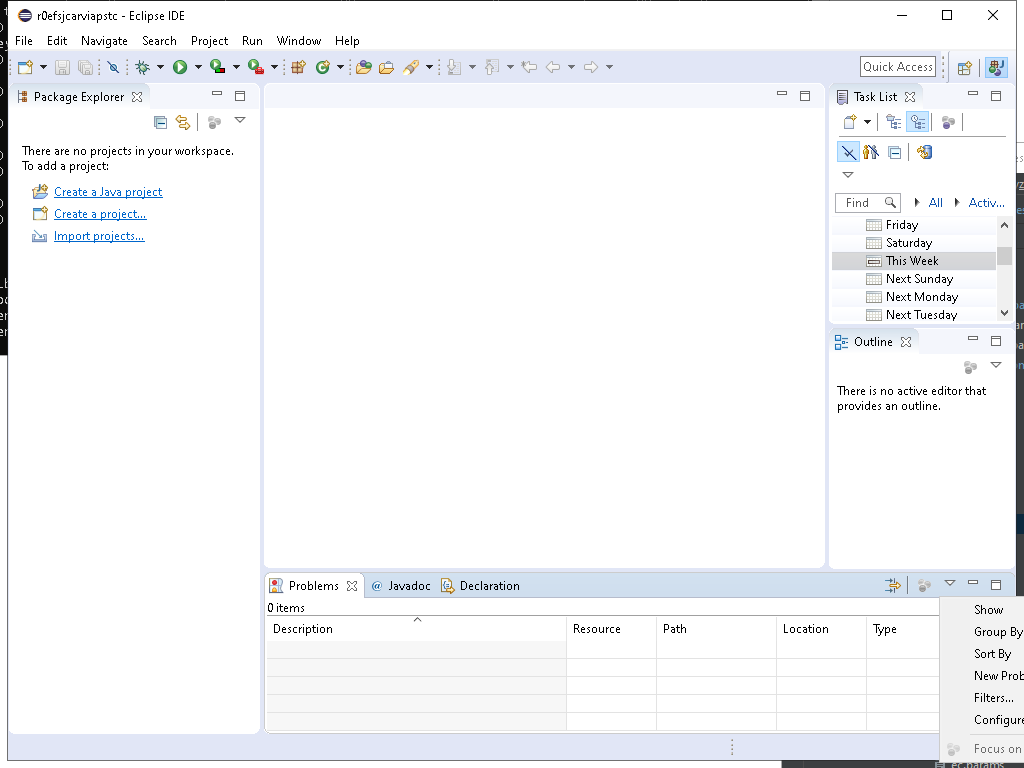 r0efsjcarviapstc - Eclipse IDE
File Edit Navigate Search Project Run Window Help
Quick Access
Package Explorer
There are no projects in your workspace.
To add a project:
Create a Java project
Create a project...
Import projects...
Task List
Find All Activ...
Friday
Saturday
This Week
Next Sunday
Next Monday
Next Tuesday
Outline
There is no active editor that
provides an outline.
Problems @ Javadoc Declaration
0 items
Description Resource Path Location Type
Show
Group By
Sort By
New Prob
Filters...
Configure
Focus on
ec.params